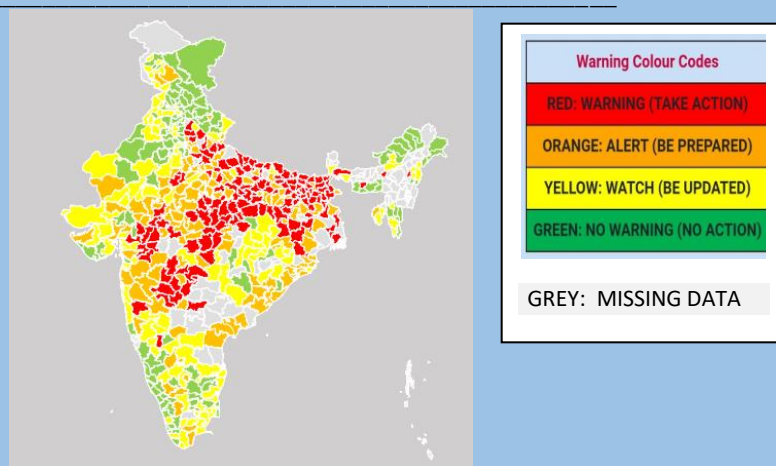 Warning Colour Codes
RED: WARNING (TAKE ACTION)
ORANGE: ALERT (BE PREPARED)
YELLOW: WATCH (BE UPDATED)
GREEN: NO WARNING (NO ACTION)
GREY: MISSING DATA